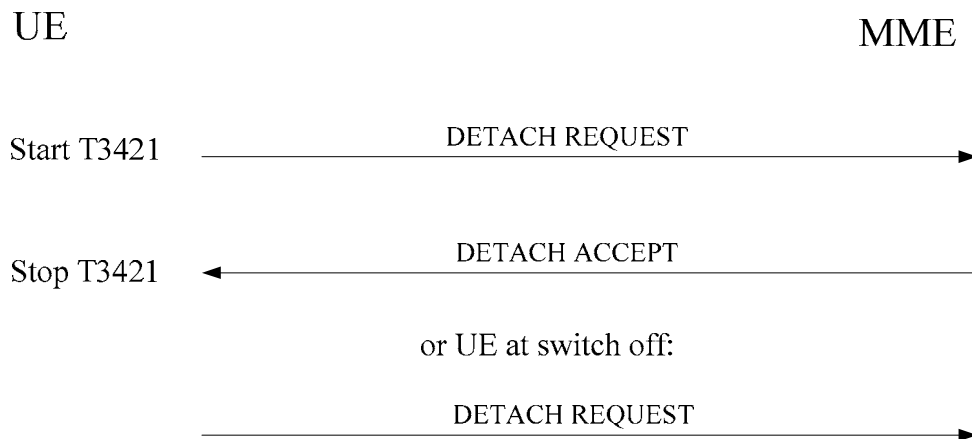 UE
MME
Start T3421
DETACH REQUEST
Stop T3421
DETACH ACCEPT
or UE at switch off:
DETACH REQUEST